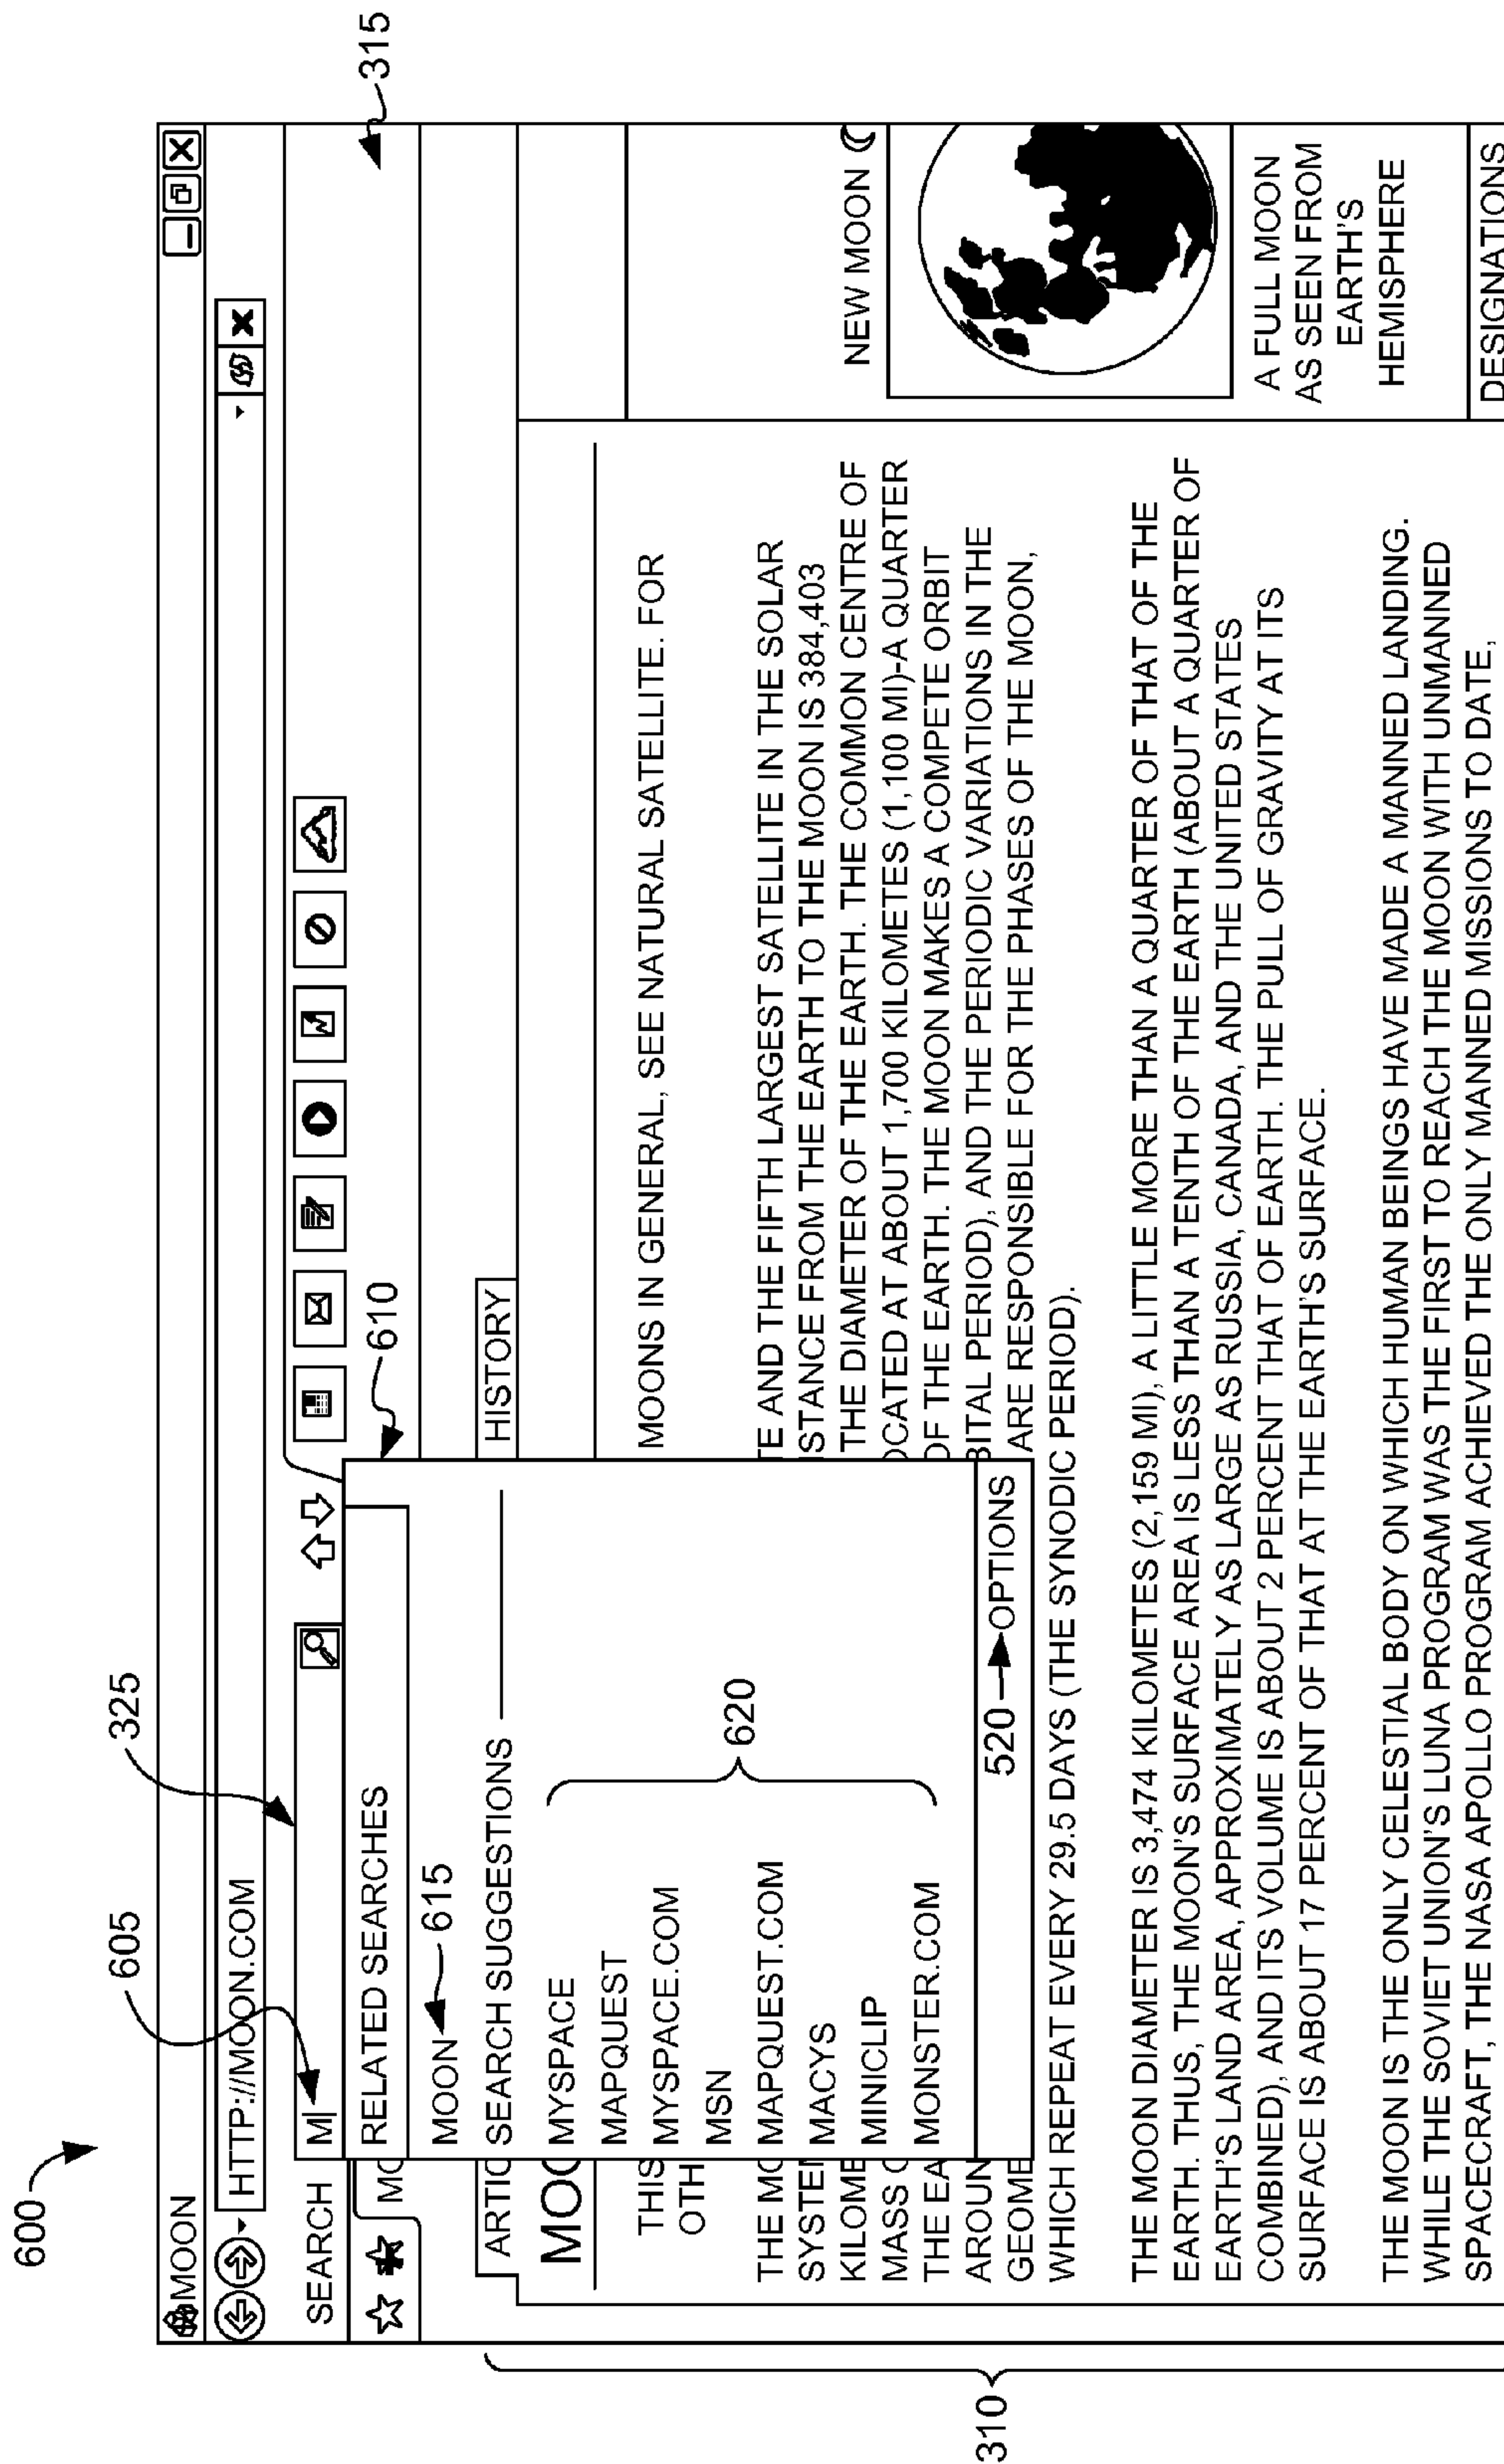 600
605
325
MOON
HTTP://MOON.COM
SEARCH M
315
610
MO
RELATED SEARCHES
MOON 615
SEARCH SUGGESTIONS
MYSPACE
MAPQUEST
MYSPACE.COM
MSN
MAPQUEST.COM
MACYS
MINICLIP
MONSTER.COM
620
520 OPTIONS
310
ARTIC
HISTORY
MOO
THIS MOONS IN GENERAL, SEE NATURAL SATELLITE. FOR
OTH
THE MO TE AND THE FIFTH LARGEST SATELLITE IN THE SOLAR
SYSTEM ISTANCE FROM THE EARTH TO THE MOON IS 384,403
KILOME THE DIAMETER OF THE EARTH. THE COMMON CENTRE OF
MASS O OCATED AT ABOUT 1,700 KILOMETES (1,100 MI)-A QUARTER
THE EA OF THE EARTH. THE MOON MAKES A COMPETE ORBIT
AROUN BITAL PERIOD), AND THE PERIODIC VARIATIONS IN THE
GEOME ARE RESPONSIBLE FOR THE PHASES OF THE MOON,
WHICH REPEAT EVERY 29.5 DAYS (THE SYNODIC PERIOD).
THE MOON DIAMETER IS 3,474 KILOMETES (2,159 MI), A LITTLE MORE THAN A QUARTER OF THAT OF THE
EARTH. THUS, THE MOON'S SURFACE AREA IS LESS THAN A TENTH OF THE EARTH (ABOUT A QUARTER OF
EARTH'S LAND AREA, APPROXIMATELY AS LARGE AS RUSSIA, CANADA, AND THE UNITED STATES
COMBINED), AND ITS VOLUME IS ABOUT 2 PERCENT THAT OF EARTH. THE PULL OF GRAVITY AT ITS
SURFACE IS ABOUT 17 PERCENT OF THAT AT THE EARTH'S SURFACE.
THE MOON IS THE ONLY CELESTIAL BODY ON WHICH HUMAN BEINGS HAVE MADE A MANNED LANDING.
WHILE THE SOVIET UNION'S LUNA PROGRAM WAS THE FIRST TO REACH THE MOON WITH UNMANNED
SPACECRAFT, THE NASA APOLLO PROGRAM ACHIEVED THE ONLY MANNED MISSIONS TO DATE,
NEW MOON
A FULL MOON
AS SEEN FROM
EARTH'S
HEMISPHERE
DESIGNATIONS